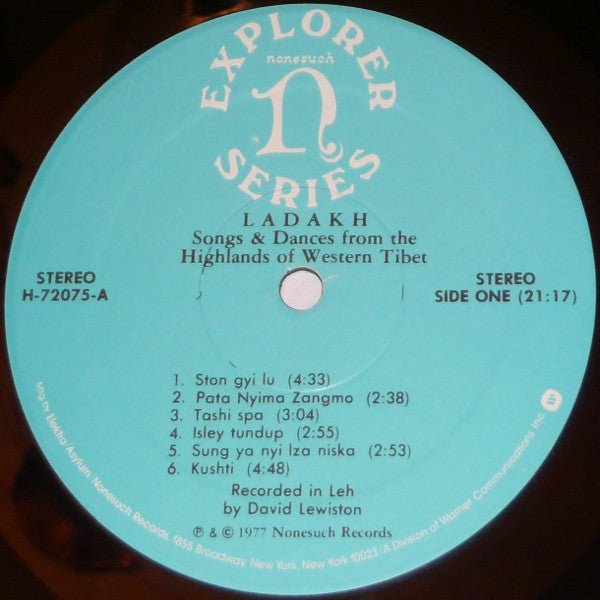 EXPLORER
nonesuch
n
SERIES
LADAKH
Songs & Dances from the
Highlands of Western Tibet
STEREO
H-72075-A
STEREO
SIDE ONE (21:17)
1. Ston gyi lu (4:33)
2. Pata Nyima Zangmo (2:38)
3. Tashi spa (3:04)
4. Isley tundup (2:55)
5. Sung ya nyi lza niska (2:53)
6. Kushti (4:48)
Recorded in Leh
by David Lewiston
℗ & © 1977 Nonesuch Records
Mfg by Elektra/Asylum/Nonesuch Records, 1855 Broadway, New York, New York 10023. A Division of Warner Communications Inc.